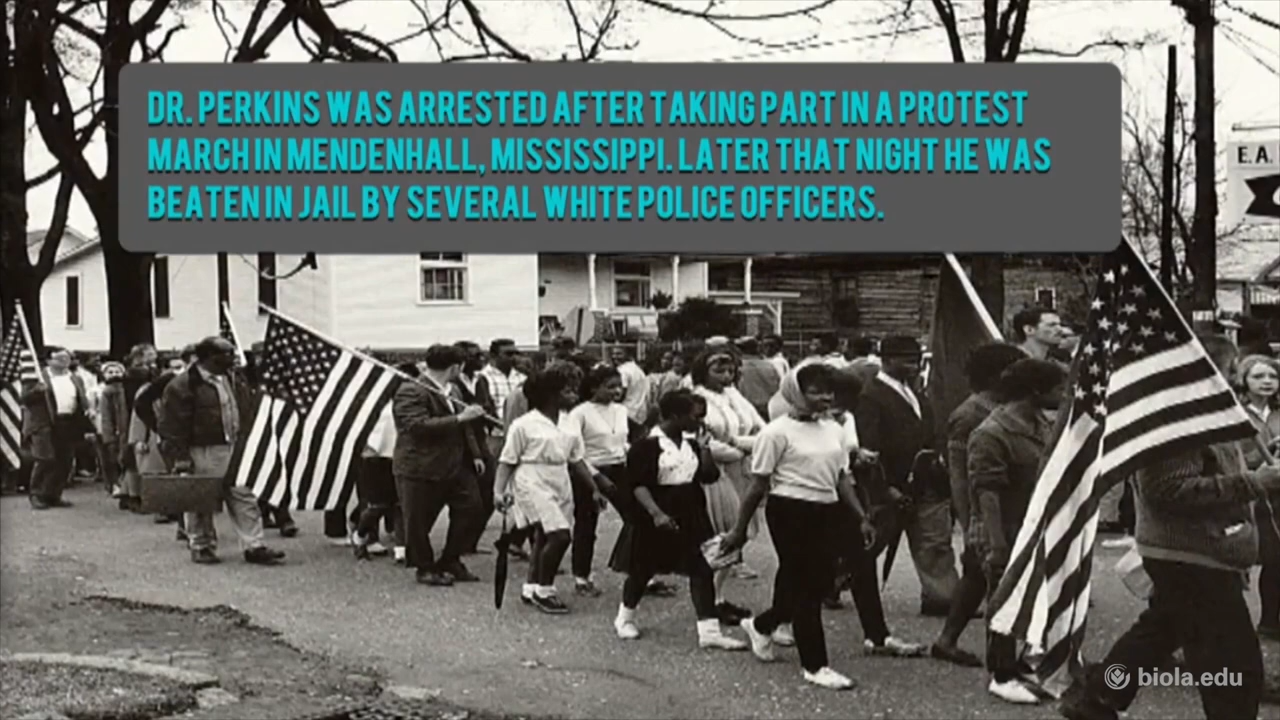 DR. PERKINS WAS ARRESTED AFTER TAKING PART IN A PROTEST
MARCH IN MENDENHALL, MISSISSIPPI. LATER THAT NIGHT HE WAS
BEATEN IN JAIL BY SEVERAL WHITE POLICE OFFICERS.
E.A.
biola.edu